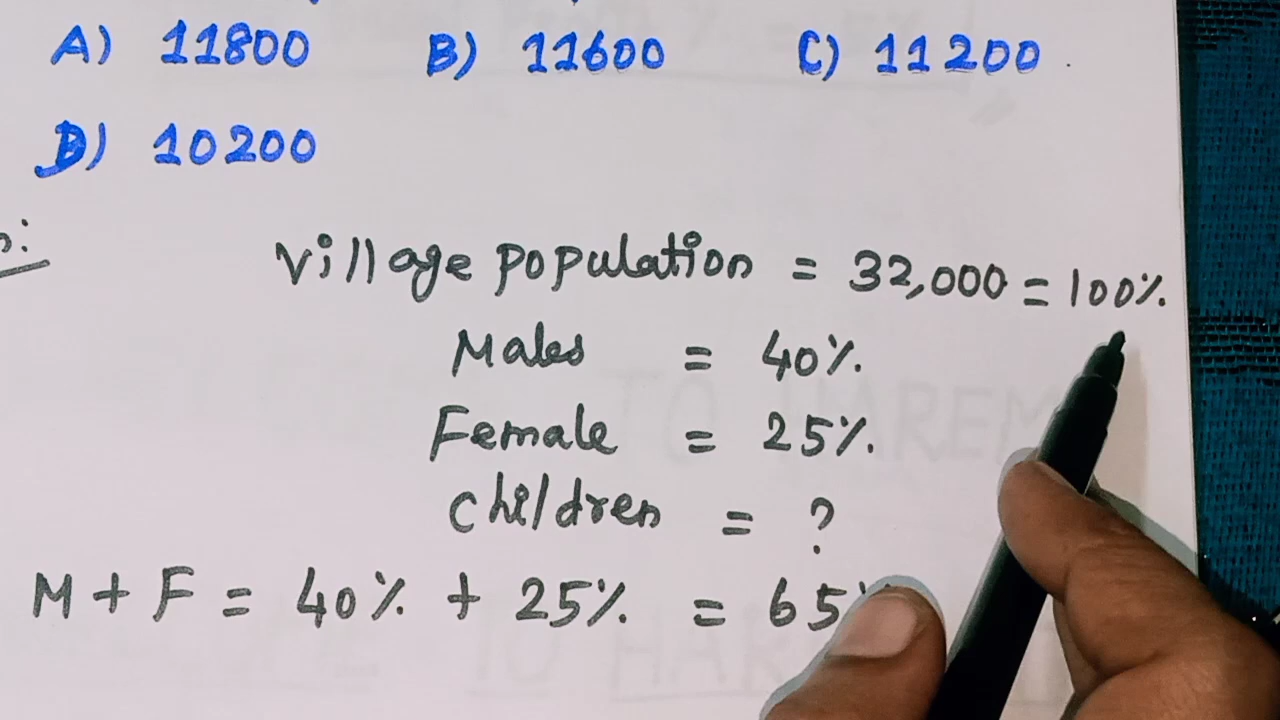 A) 11800 B) 11600 C) 11200
D) 10200
Village population = 32,000 = 100%.
Males = 40%.
Female = 25%.
Children = ?
M + F = 40% + 25% = 65%